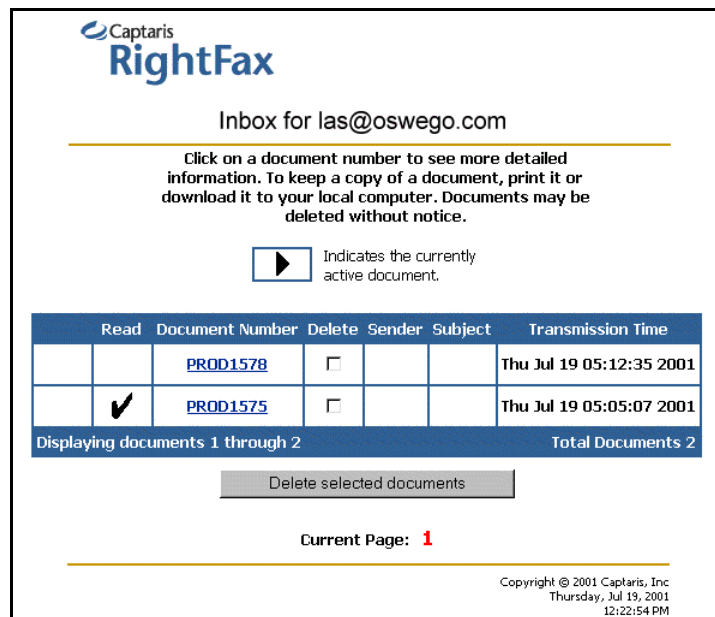 Captaris
RightFax
Inbox for las@oswego.com
Click on a document number to see more detailed
information. To keep a copy of a document, print it or
download it to your local computer. Documents may be
deleted without notice.
Indicates the currently
active document.
Read Document Number Delete Sender Subject Transmission Time
PROD1578 Thu Jul 19 05:12:35 2001
PROD1575 Thu Jul 19 05:05:07 2001
Displaying documents 1 through 2 Total Documents 2
Delete selected documents
Current Page: 1
Copyright © 2001 Captaris, Inc
Thursday, Jul 19, 2001
12:22:54 PM